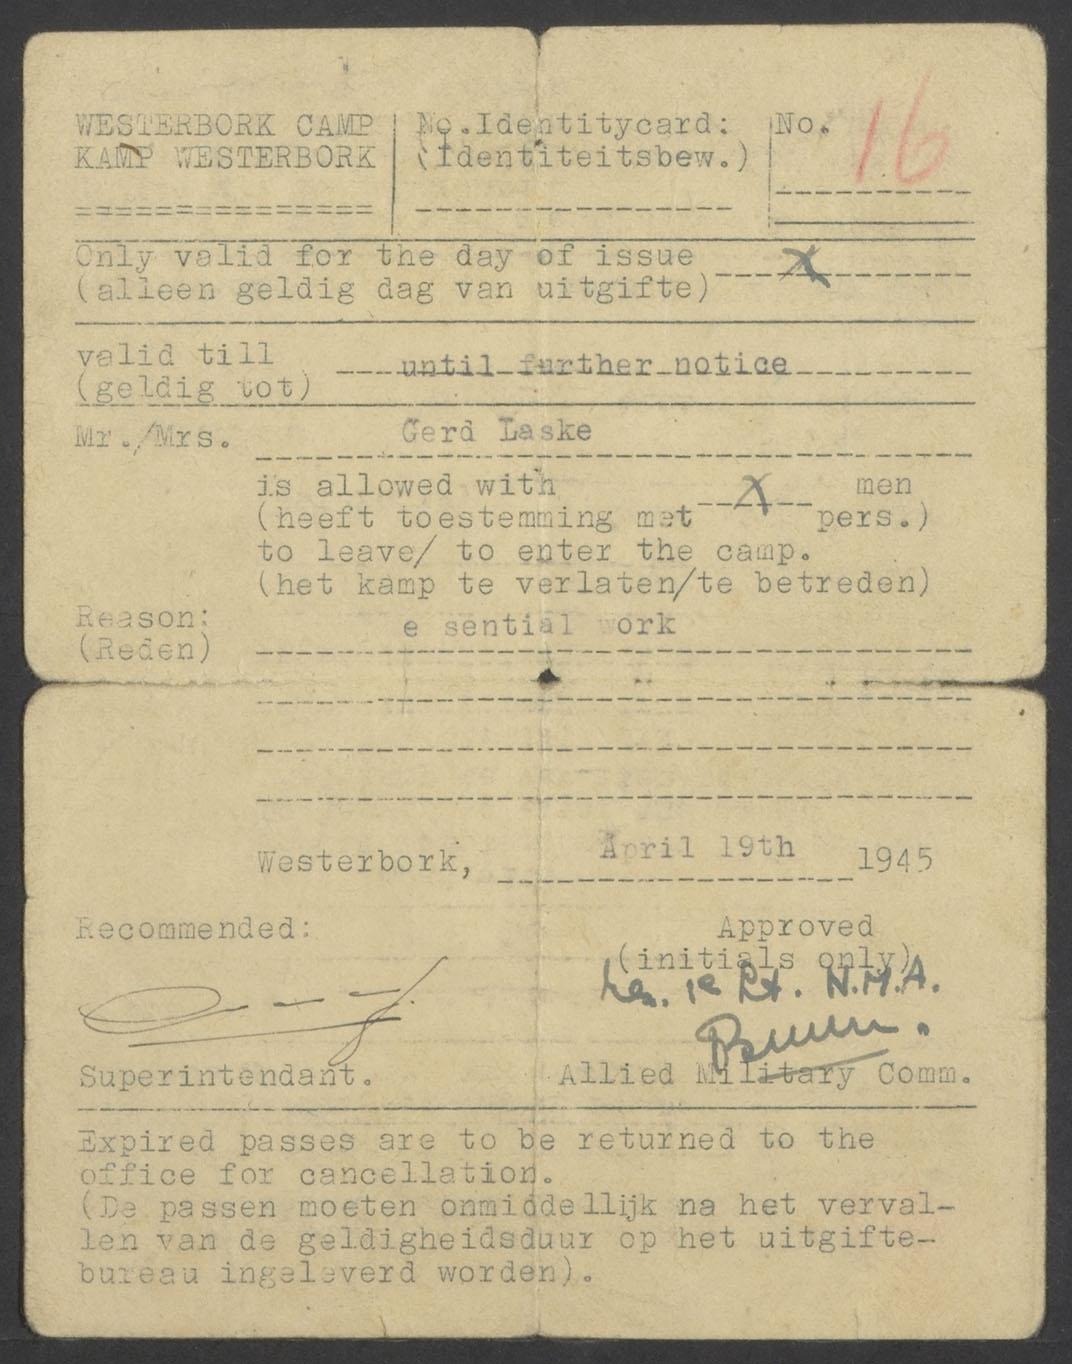 WESTERBORK CAMP
KAMP WESTERBORK
===============
No.Identitycard:
(Identiteitsbew.)
No. 16
Only valid for the day of issue X
(alleen geldig dag van uitgifte)
valid till until further notice
(geldig tot)
Mr./Mrs. Gerd Laske
is allowed with X men
(heeft toestemming met pers.)
to leave/ to enter the camp.
(het kamp te verlaten/te betreden)
Reason: e sential work
(Reden)
Westerbork, April 19th 1945
Recommended: Approved
(initials only)
1e Lt. N.M.A.
Superintendant. Allied Military Comm.
Expired passes are to be returned to the
office for cancellation.
(De passen moeten onmiddellijk na het verval-
len van de geldigheidsduur op het uitgifte-
bureau ingeleverd worden).